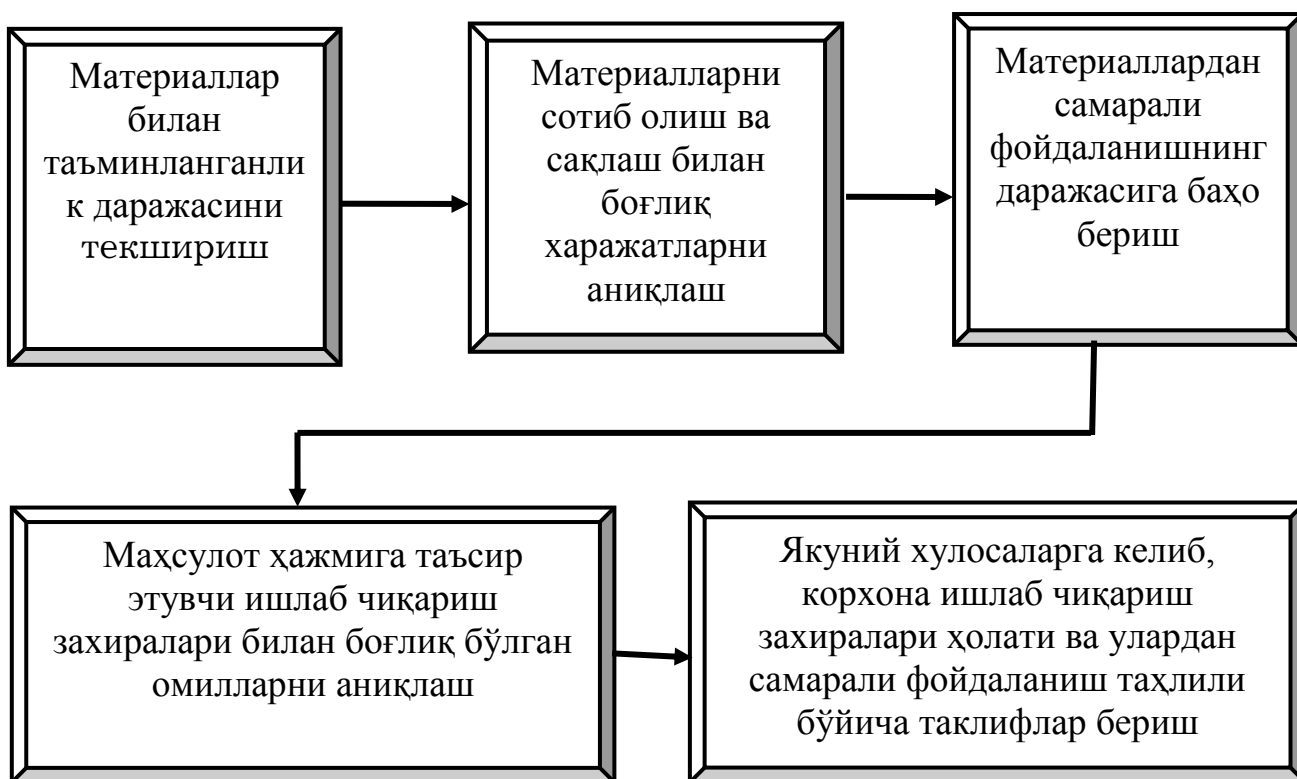 Материаллар
билан
таъминланганли
к даражасини
текшириш
Материалларни
сотиб олиш ва
сақлаш билан
боғлиқ
харажатларни
аниқлаш
Материаллардан
самарали
фойдаланишнинг
даражасига баҳо
бериш
Маҳсулот ҳажмига таъсир
этувчи ишлаб чиқариш
захиралари билан боғлиқ бўлган
омилларни аниқлаш
Якуний хулосаларга келиб,
корхона ишлаб чиқариш
захиралари ҳолати ва улардан
самарали фойдаланиш таҳлили
бўйича таклифлар бериш